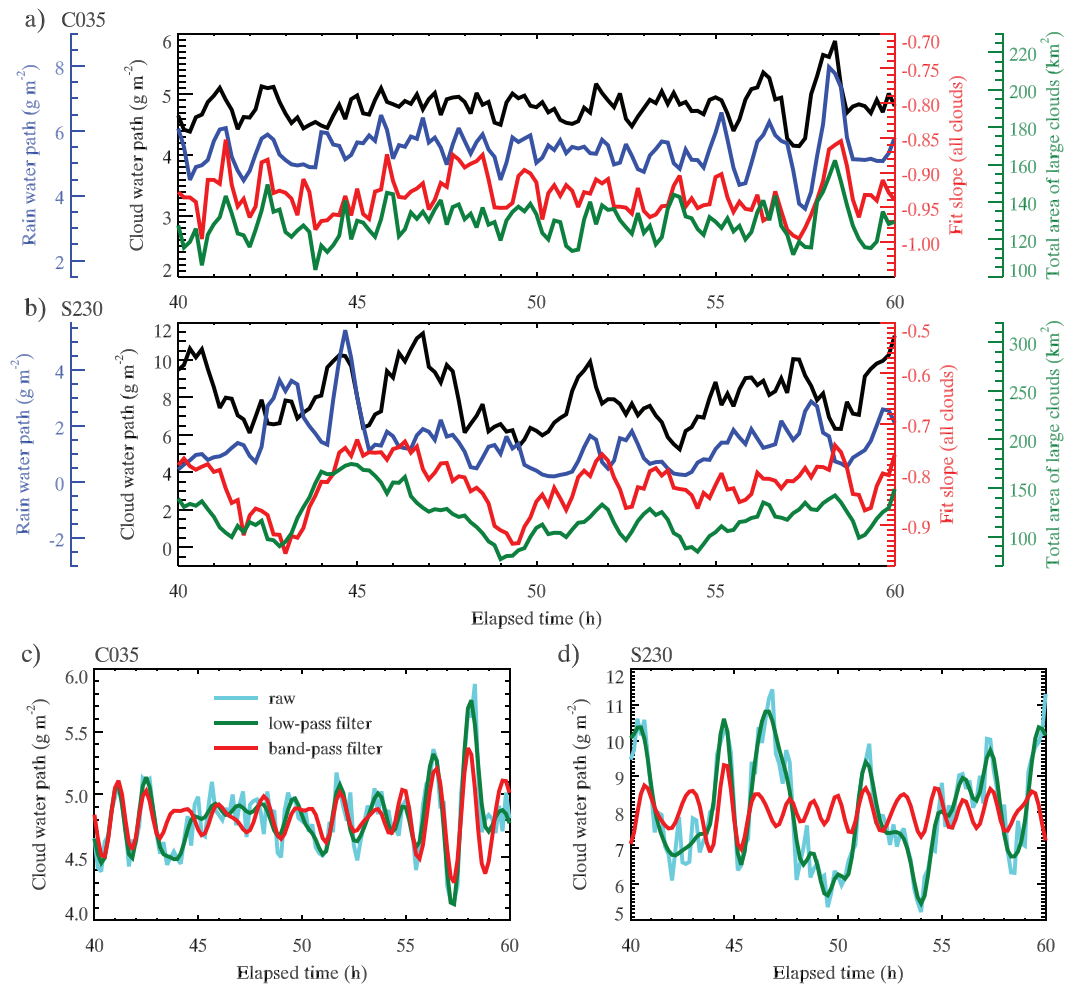 a) C035
Rain water path (g m-2)
8
6
4
2
Cloud water path (g m-2)
6
5
4
3
2
-0.70
-0.75
-0.80
-0.85
-0.90
-0.95
-1.00
Fit slope (all clouds)
220
200
180
160
140
120
100
Total area of large clouds (km2)
40 45 50 55 60
b) S230
Rain water path (g m-2)
4
2
0
-2
Cloud water path (g m-2)
12
10
8
6
4
2
0
-0.5
-0.6
-0.7
-0.8
-0.9
Fit slope (all clouds)
300
250
200
150
100
Total area of large clouds (km2)
40 45 50 55 60
Elapsed time (h)
c) C035
Cloud water path (g m-2)
6.0
5.5
5.0
4.5
4.0
raw
low-pass filter
band-pass filter
40 45 50 55 60
Elapsed time (h)
d) S230
Cloud water path (g m-2)
12
11
10
9
8
7
6
5
40 45 50 55 60
Elapsed time (h)